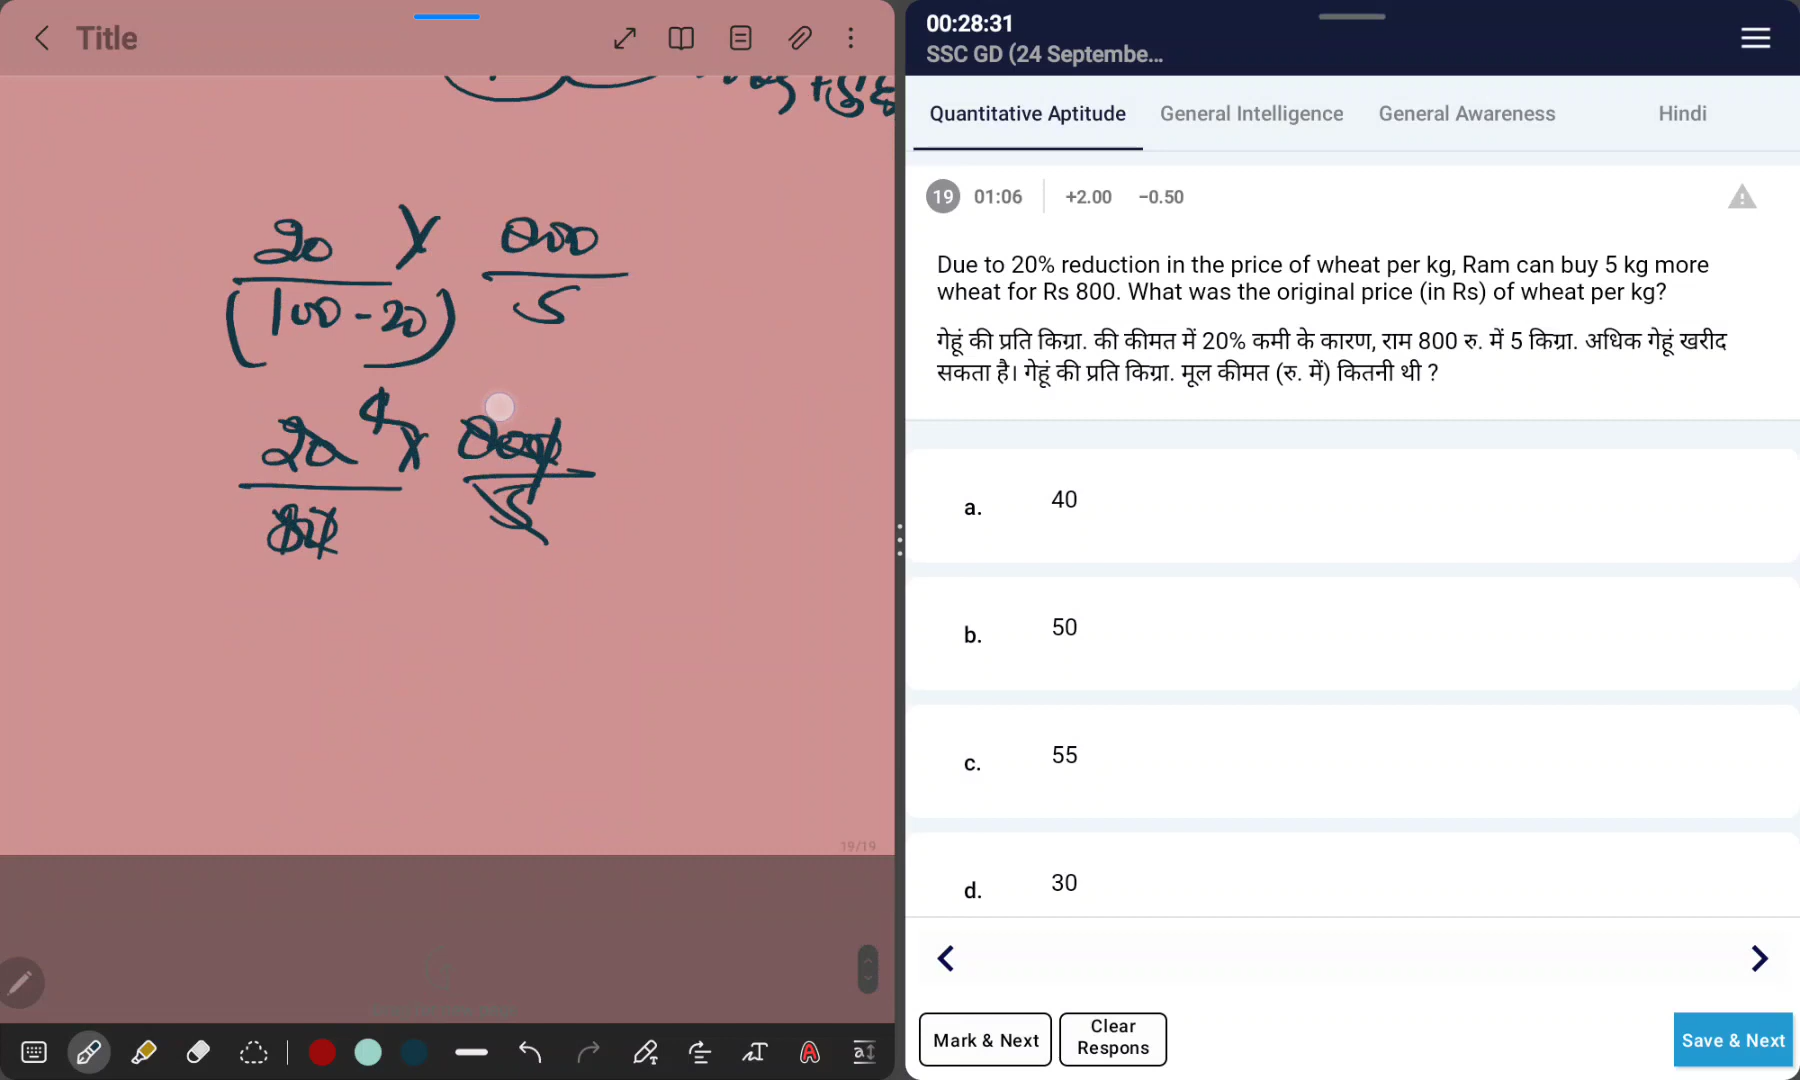 Title
20 × 800
(100-20) 5
20 4 × 800
80 5
19/19
00:28:31
SSC GD (24 Septembe...
Quantitative Aptitude General Intelligence General Awareness Hindi
19 01:06 +2.00 −0.50
Due to 20% reduction in the price of wheat per kg, Ram can buy 5 kg more
wheat for Rs 800. What was the original price (in Rs) of wheat per kg?
गेहूं की प्रति किग्रा. की कीमत में 20% कमी के कारण, राम 800 रु. में 5 किग्रा. अधिक गेहूं खरीद
सकता है। गेहूं की प्रति किग्रा. मूल कीमत (रु. में) कितनी थी ?
a. 40
b. 50
c. 55
d. 30
Mark & Next
Clear
Respons
Save & Next